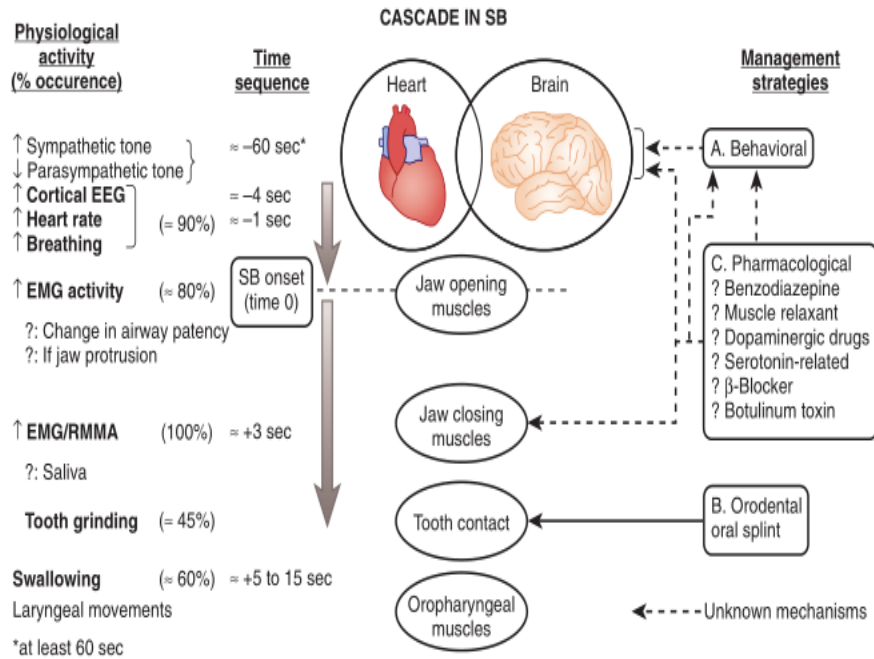 CASCADE IN SB
Physiological
activity
(% occurence)
Time
sequence
Heart
Brain
Management
strategies
↑ Sympathetic tone
↓ Parasympathetic tone
≈ –60 sec*
↑ Cortical EEG
= –4 sec
↑ Heart rate
(= 90%)
≈ –1 sec
↑ Breathing
A. Behavioral
↑ EMG activity
(≈ 80%)
SB onset
(time 0)
Jaw opening
muscles
?: Change in airway patency
?: If jaw protrusion
C. Pharmacological
? Benzodiazepine
? Muscle relaxant
? Dopaminergic drugs
? Serotonin-related
? β-Blocker
? Botulinum toxin
↑ EMG/RMMA
(100%)
≈ +3 sec
Jaw closing
muscles
?: Saliva
Tooth grinding
(= 45%)
Tooth contact
B. Orodental
oral splint
Swallowing
(≈ 60%)
≈ +5 to 15 sec
Laryngeal movements
Oropharyngeal
muscles
Unknown mechanisms
*at least 60 sec